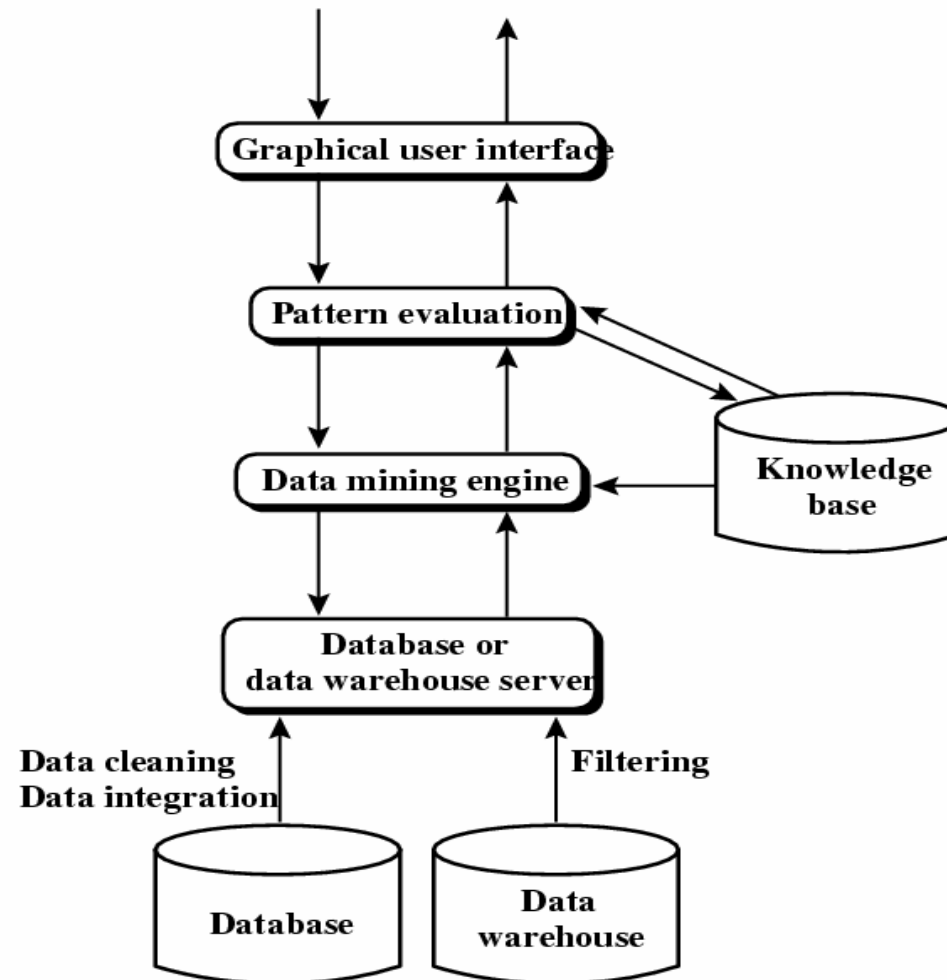 Graphical user interface
Pattern evaluation
Data mining engine
Knowledge
base
Database or
data warehouse server
Data cleaning
Data integration
Filtering
Database
Data
warehouse